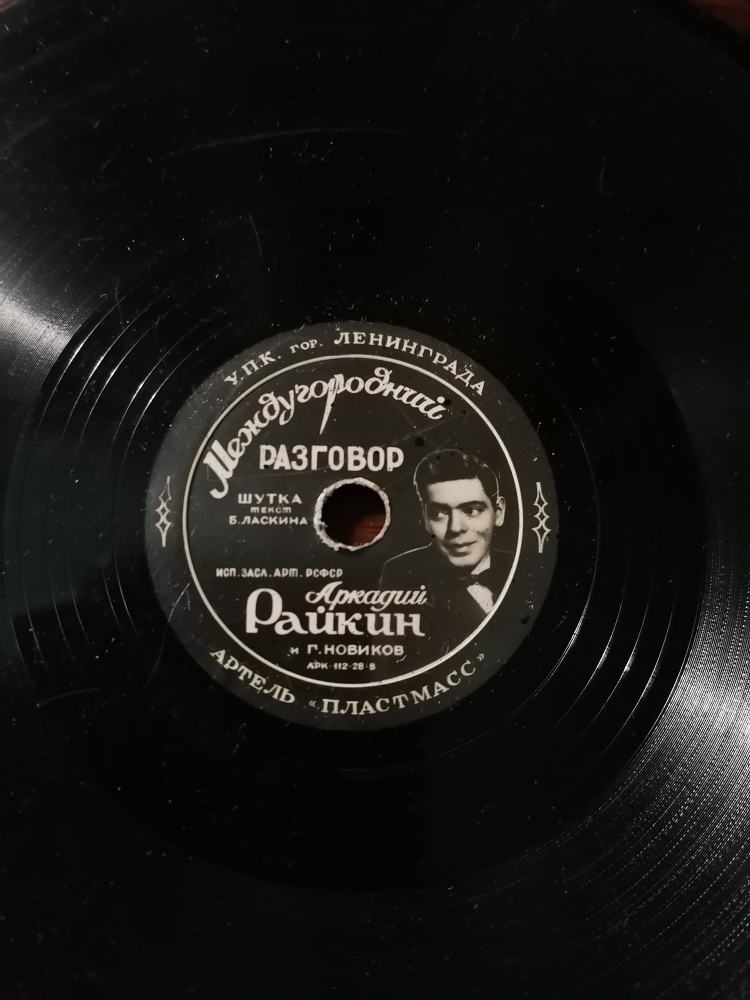 У.П.К. гор. ЛЕНИНГРАДА
Междугородний
РАЗГОВОР
ШУТКА
текст
Б.ЛАСКИНА
ИСП. ЗАСЛ. АРТ. РСФСР
Аркадий
Райкин
и Г. НОВИКОВ
АРК-112-28-В
АРТЕЛЬ «ПЛАСТМАСС»